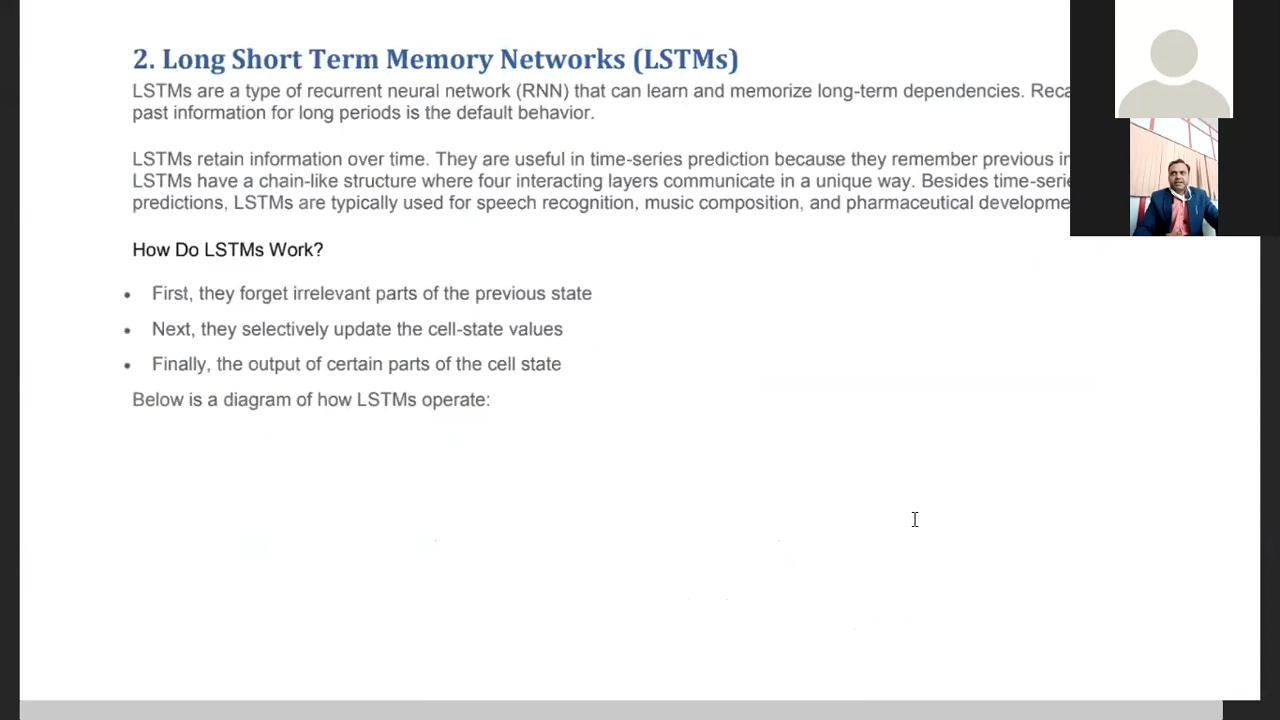 2. Long Short Term Memory Networks (LSTMs)
LSTMs are a type of recurrent neural network (RNN) that can learn and memorize long-term dependencies.
past information for long periods is the default behavior.
LSTMs retain information over time. They are useful in time-series prediction because they remember previous
LSTMs have a chain-like structure where four interacting layers communicate in a unique way. Besides
predictions, LSTMs are typically used for speech recognition, music composition, and pharmaceutical
How Do LSTMs Work?
• First, they forget irrelevant parts of the previous state
• Next, they selectively update the cell-state values
• Finally, the output of certain parts of the cell state
Below is a diagram of how LSTMs operate: